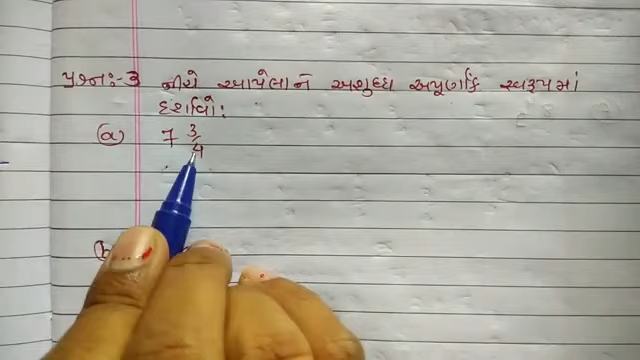 પ્રશ્ન:-3 નીચે આપેલાને અશુધ્ધ અપૂર્ણાંક સ્વરૂપમાં
દર્શાવો:
(a) 7 3/4